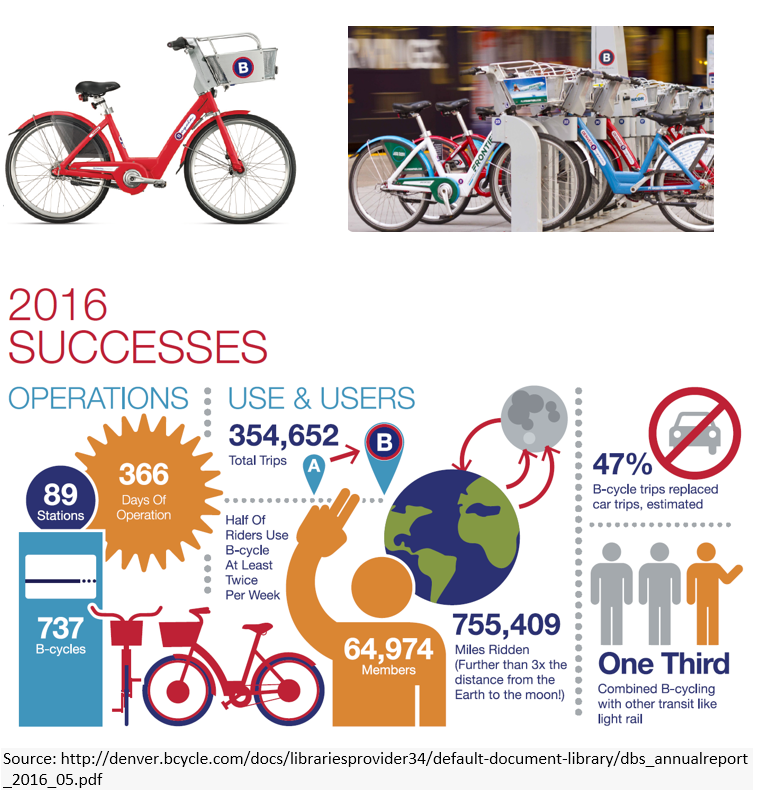 B
B
FRONTIE
2016
SUCCESSES
OPERATIONS
USE & USERS
354,652
Total Trips
A
B
366
Days Of
Operation
89
Stations
737
B-cycles
Half Of
Riders Use
B-cycle
At Least
Twice
Per Week
64,974
Members
755,409
Miles Ridden
(Further than 3x the
distance from the
Earth to the moon!)
47%
B-cycle trips replaced
car trips, estimated
One Third
Combined B-cycling
with other transit like
light rail
Source: http://denver.bcycle.com/docs/librariesprovider34/default-document-library/dbs_annualreport
_2016_05.pdf